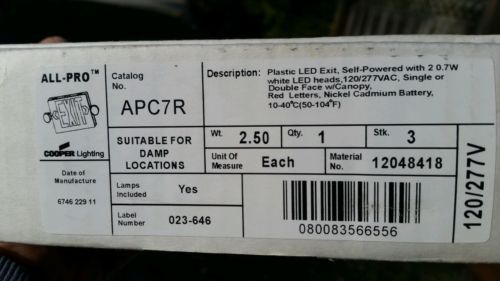 ALL-PRO™
EXIT
COOPER Lighting
Date of
Manufacture
6746 229 11
Catalog
No.
APC7R
SUITABLE FOR
DAMP
LOCATIONS
Lamps
Included
Yes
Label
Number
023-646
Description: Plastic LED Exit, Self-Powered with 2 0.7W
white LED heads,120/277VAC, Single or
Double Face w/Canopy,
Red Letters, Nickel Cadmium Battery,
10-40°C(50-104°F)
Wt. 2.50 Qty. 1 Stk. 3
Unit Of
Measure
Each
Material
No.
12048418
080083566556
120/277V